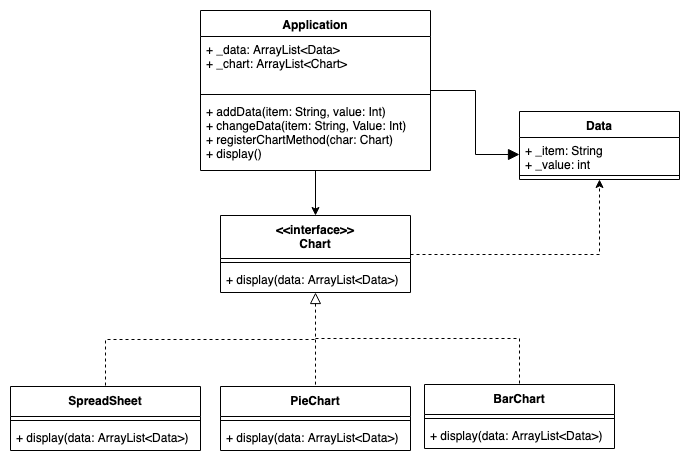 Application
+ _data: ArrayList<Data>
+ _chart: ArrayList<Chart>
+ addData(item: String, value: Int)
+ changeData(item: String, Value: Int)
+ registerChartMethod(char: Chart)
+ display()
Data
+ _item: String
+ _value: int
<<interface>>
Chart
+ display(data: ArrayList<Data>)
SpreadSheet
+ display(data: ArrayList<Data>)
PieChart
+ display(data: ArrayList<Data>)
BarChart
+ display(data: ArrayList<Data>)